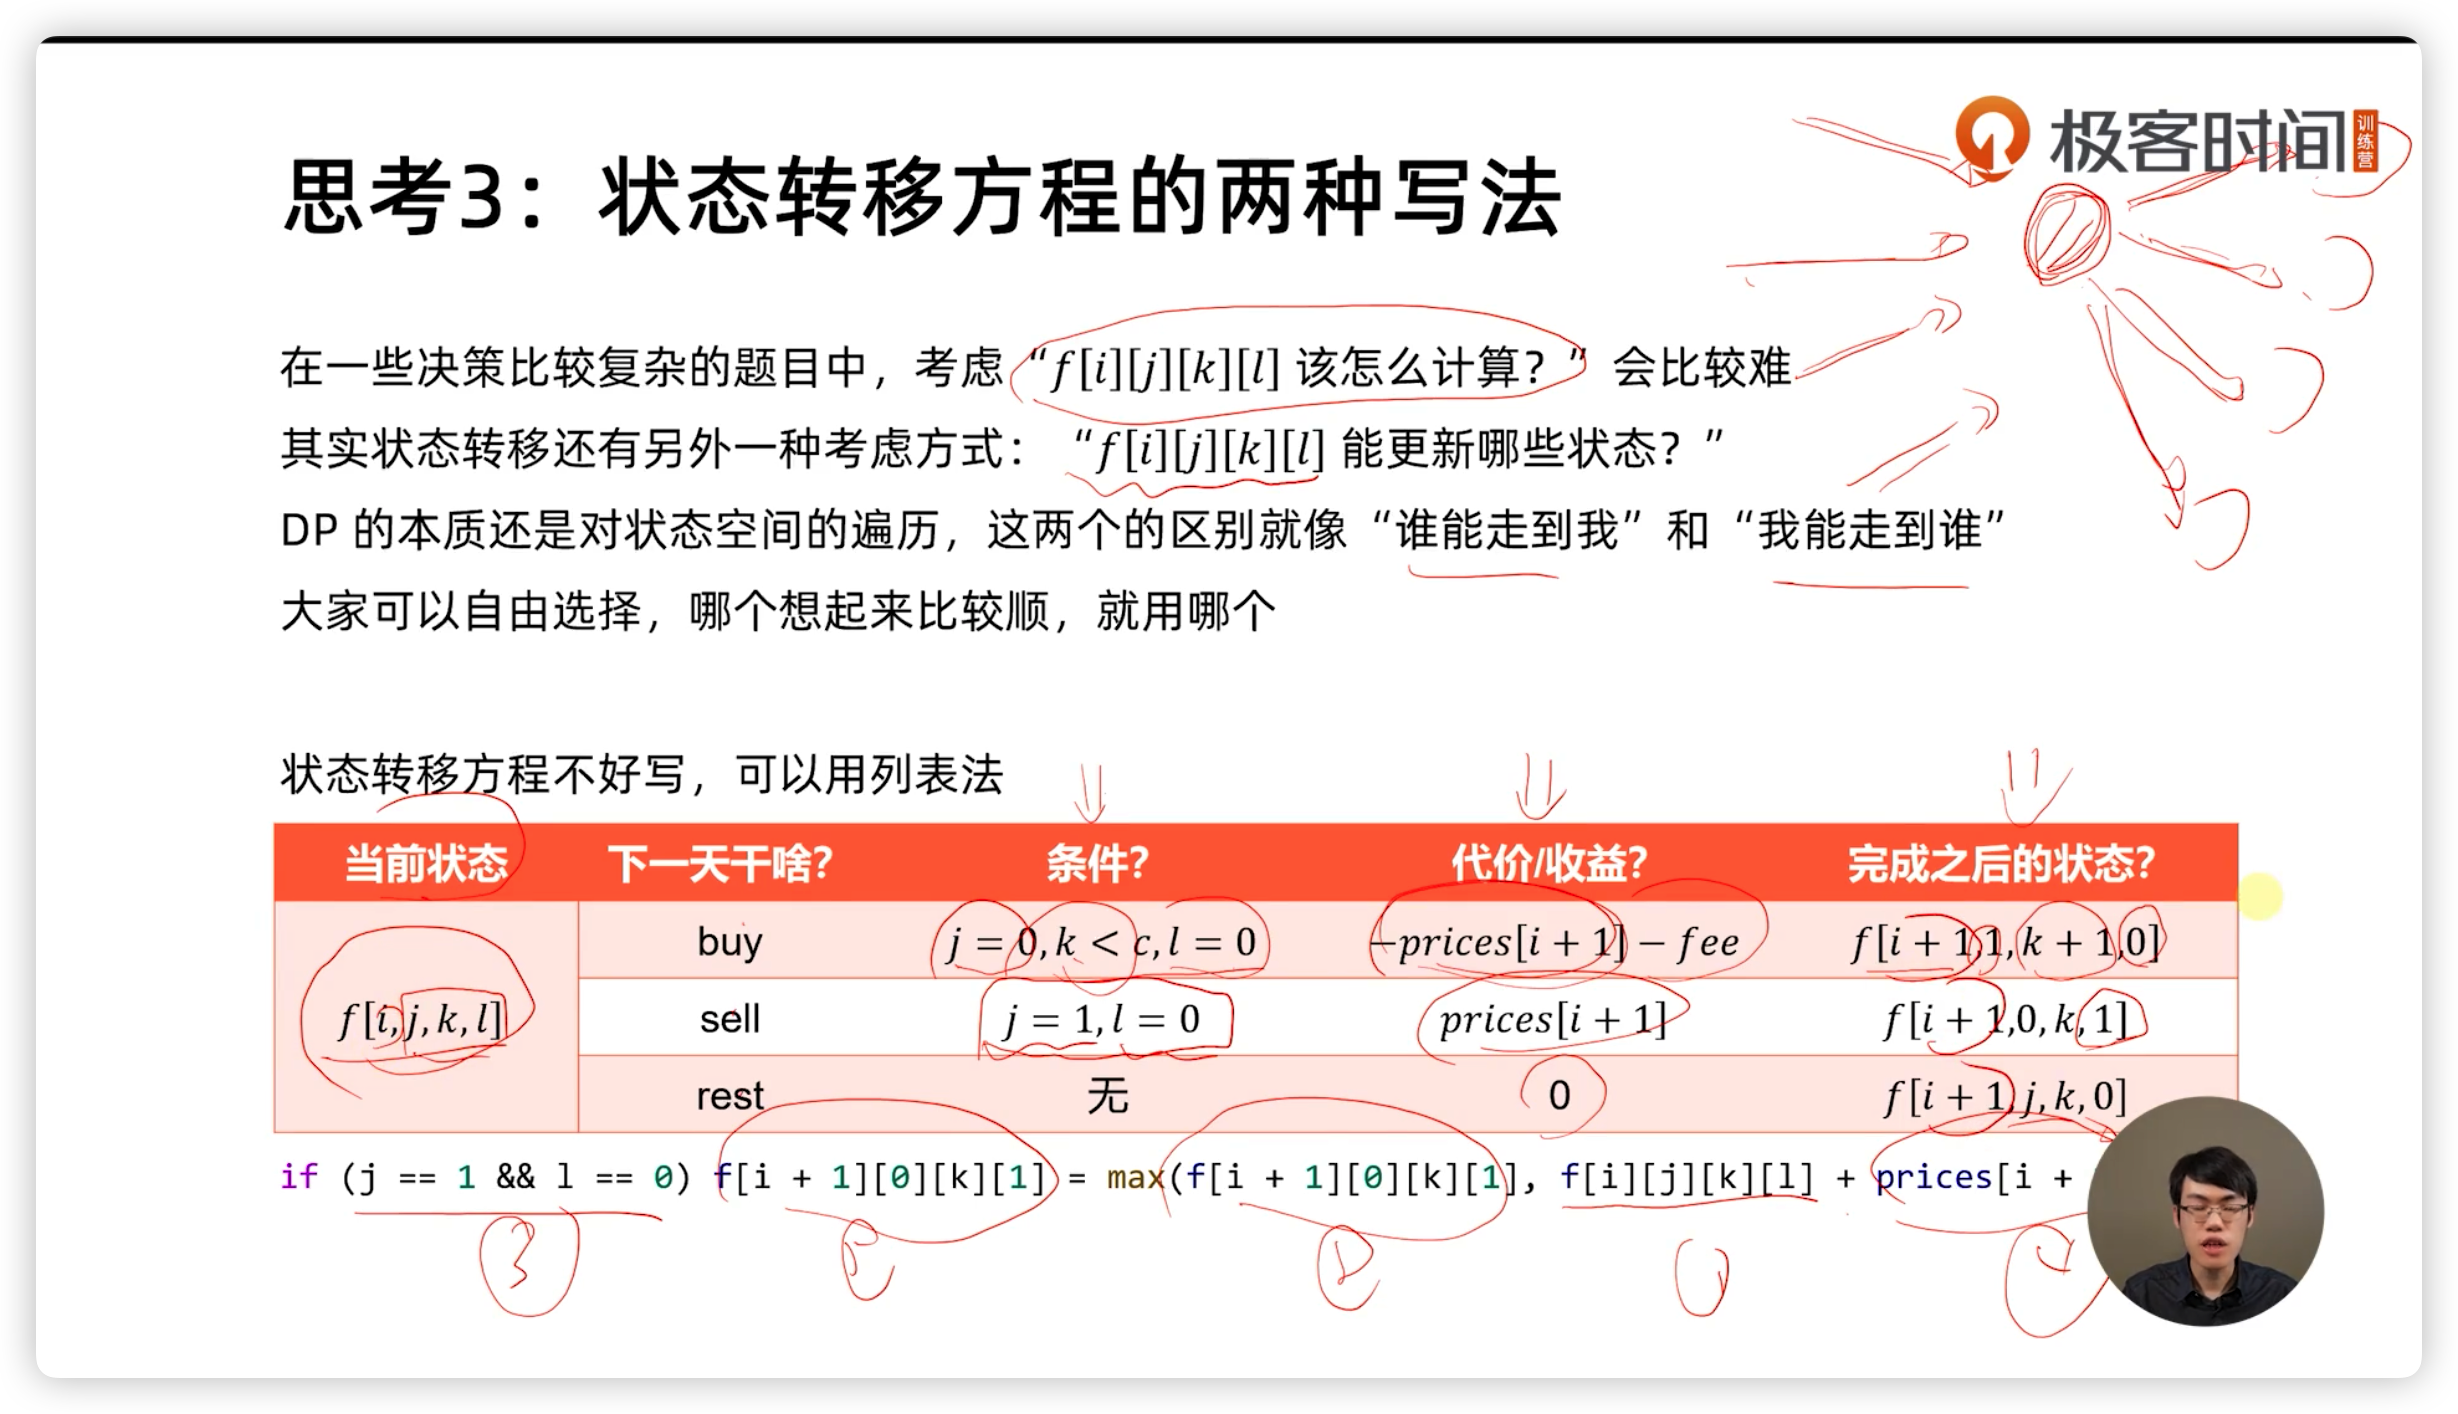 极客时间 训练营
思考3：状态转移方程的两种写法
在一些决策比较复杂的题目中，考虑“f[i][j][k][l] 该怎么计算？”会比较难
其实状态转移还有另外一种考虑方式：“f[i][j][k][l] 能更新哪些状态？”
DP 的本质还是对状态空间的遍历，这两个的区别就像“谁能走到我”和“我能走到谁”
大家可以自由选择，哪个想起来比较顺，就用哪个
状态转移方程不好写，可以用列表法
当前状态 下一天干啥？ 条件？ 代价/收益？ 完成之后的状态？
buy j = 0, k < c, l = 0 −prices[i + 1] − fee f[i + 1,1, k + 1,0]
f[i, j, k, l] sell j = 1, l = 0 prices[i + 1] f[i + 1,0, k, 1]
rest 无 0 f[i + 1, j, k, 0]
if (j == 1 && l == 0) f[i + 1][0][k][1] = max(f[i + 1][0][k][1], f[i][j][k][l] + prices[i +
3